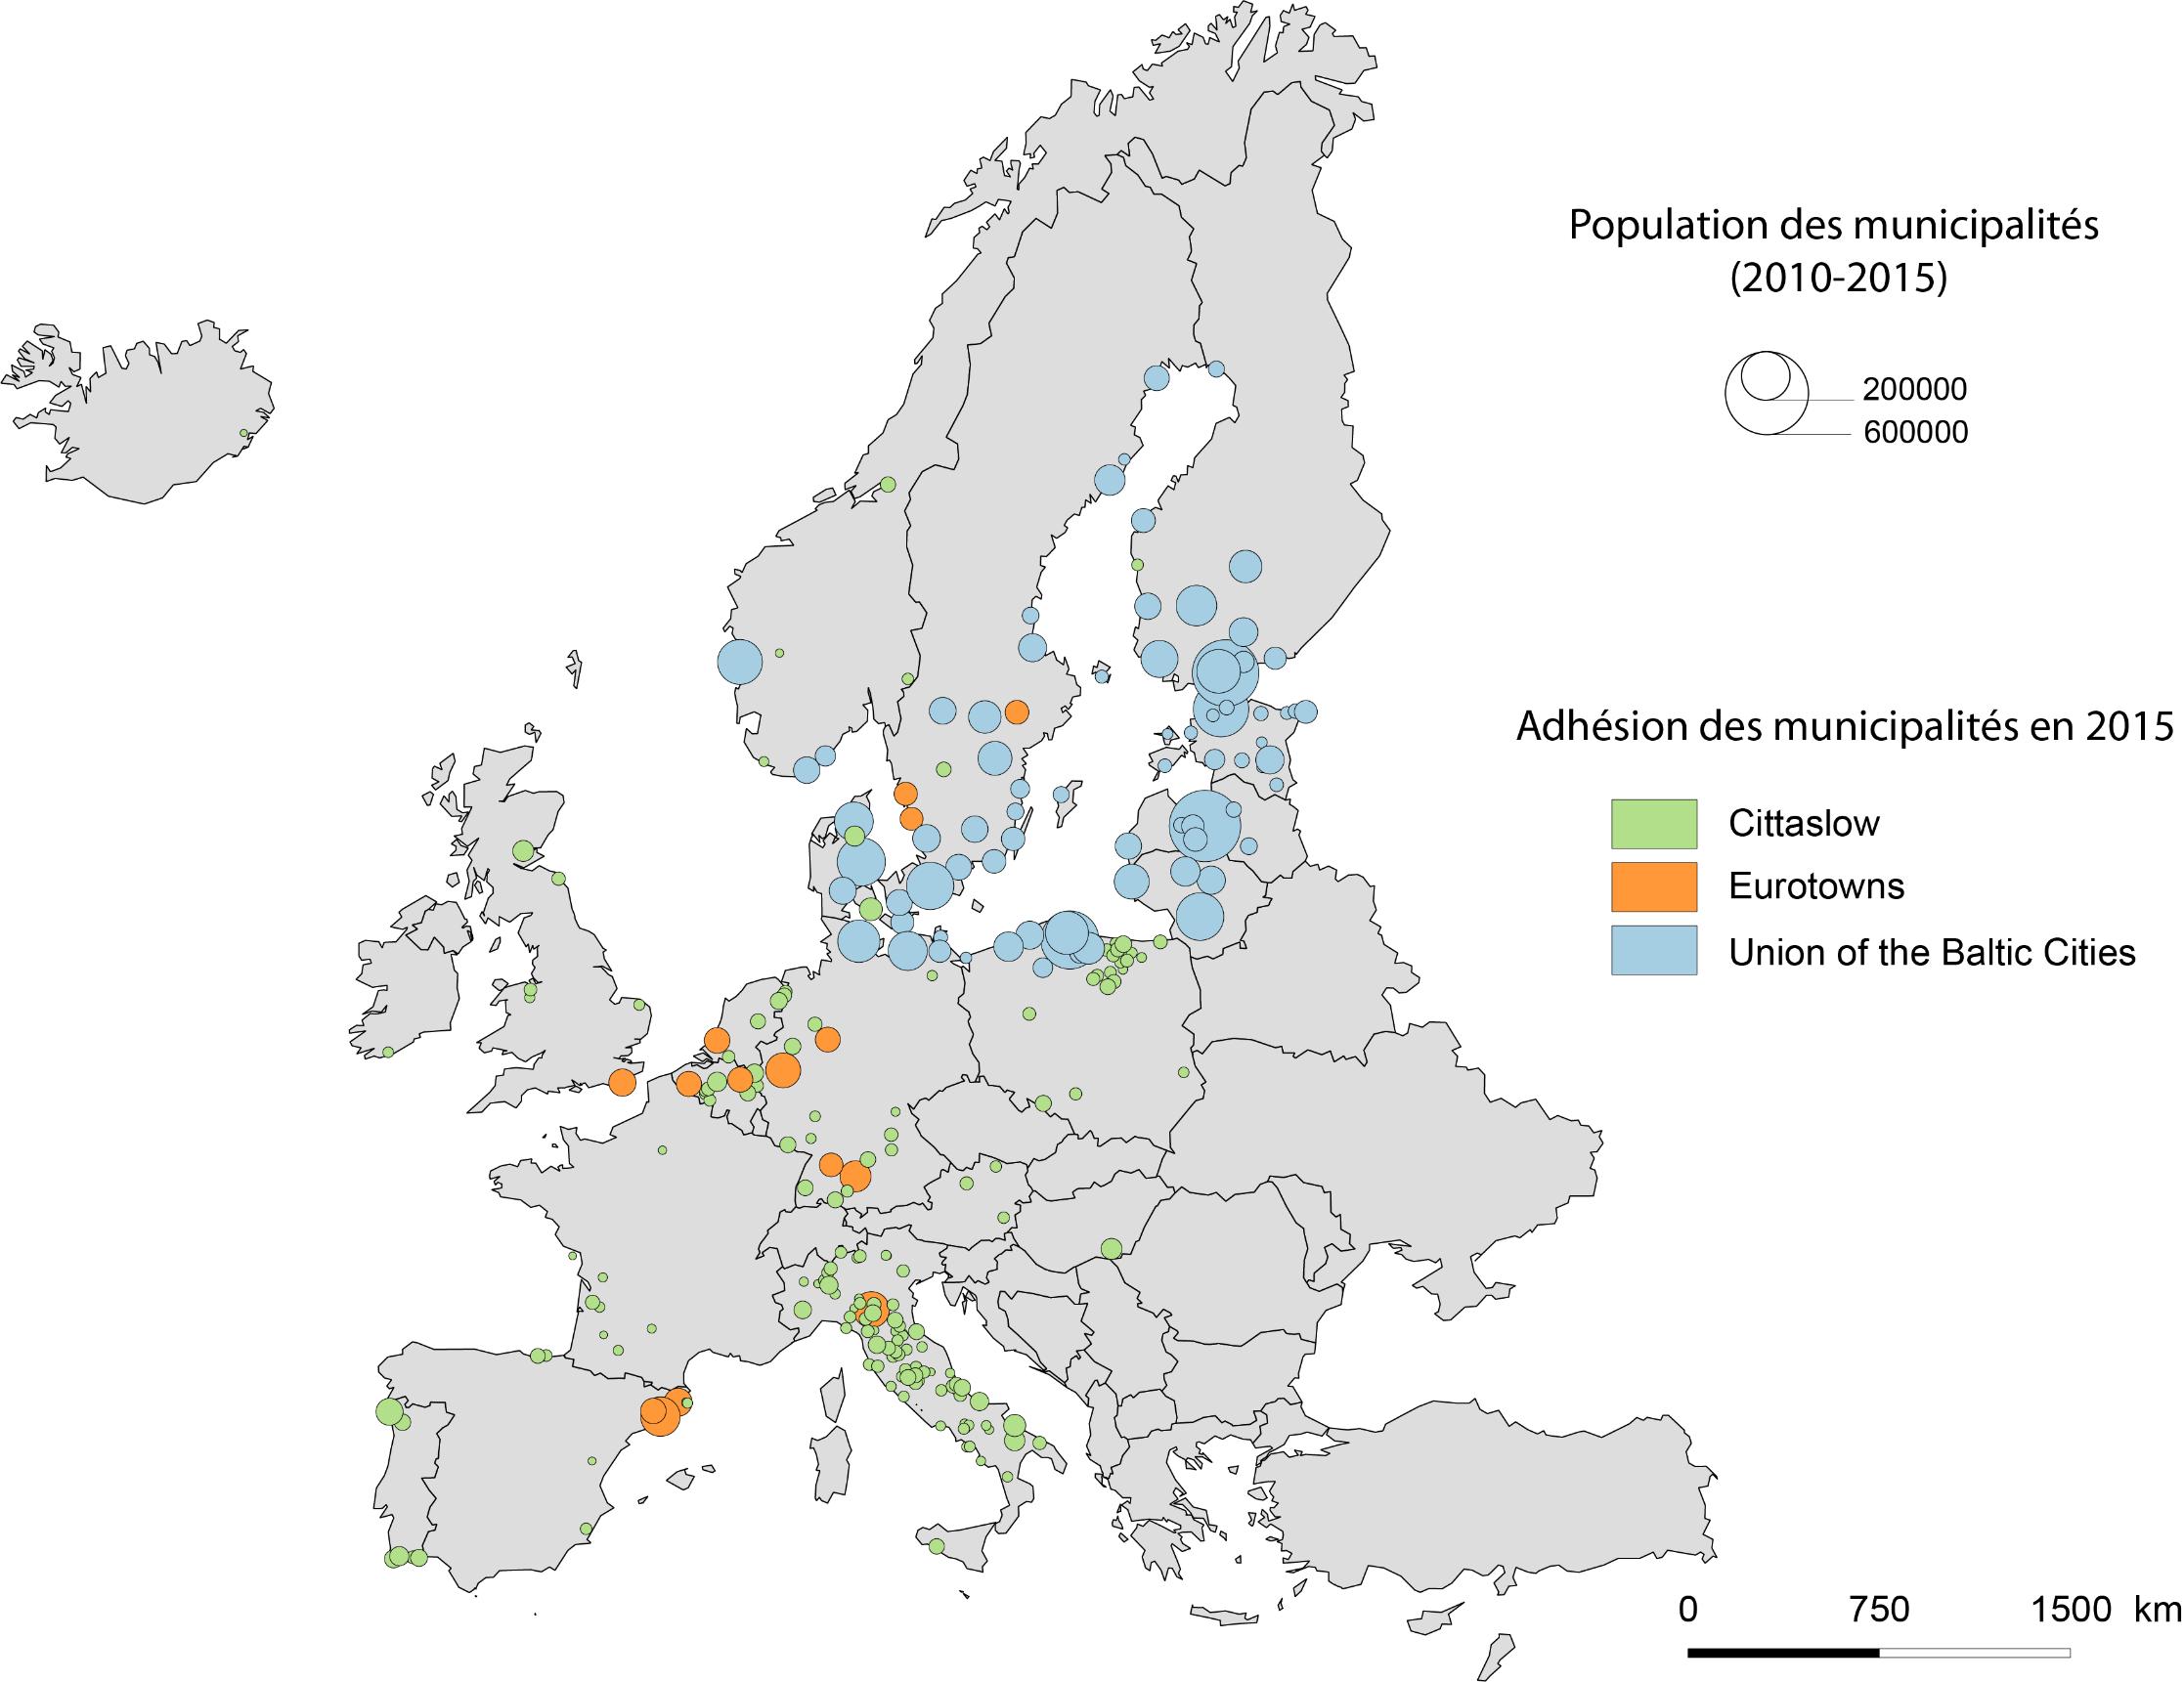 Population des municipalités
(2010-2015)
200000
600000
Adhésion des municipalités en 2015
Cittaslow
Eurotowns
Union of the Baltic Cities
0 750 1500 km